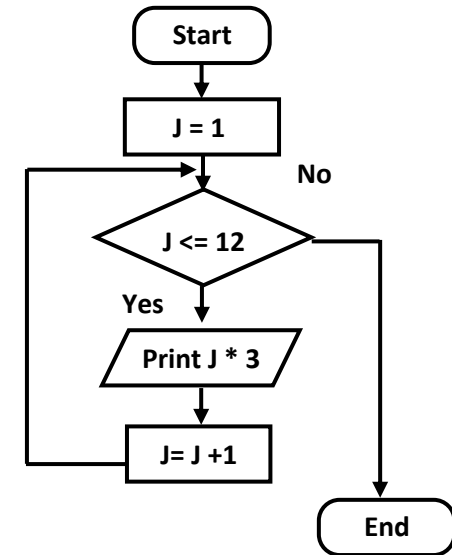 Start
J = 1
No
J <= 12
Yes
Print J * 3
J= J +1
End